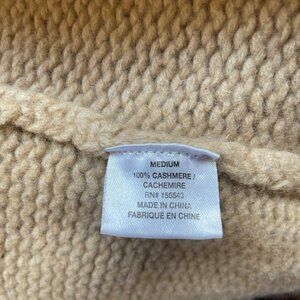 MEDIUM
100% CASHMERE /
CACHEMIRE
RN# 155543
MADE IN CHINA
FABRIQUÉ EN CHINE